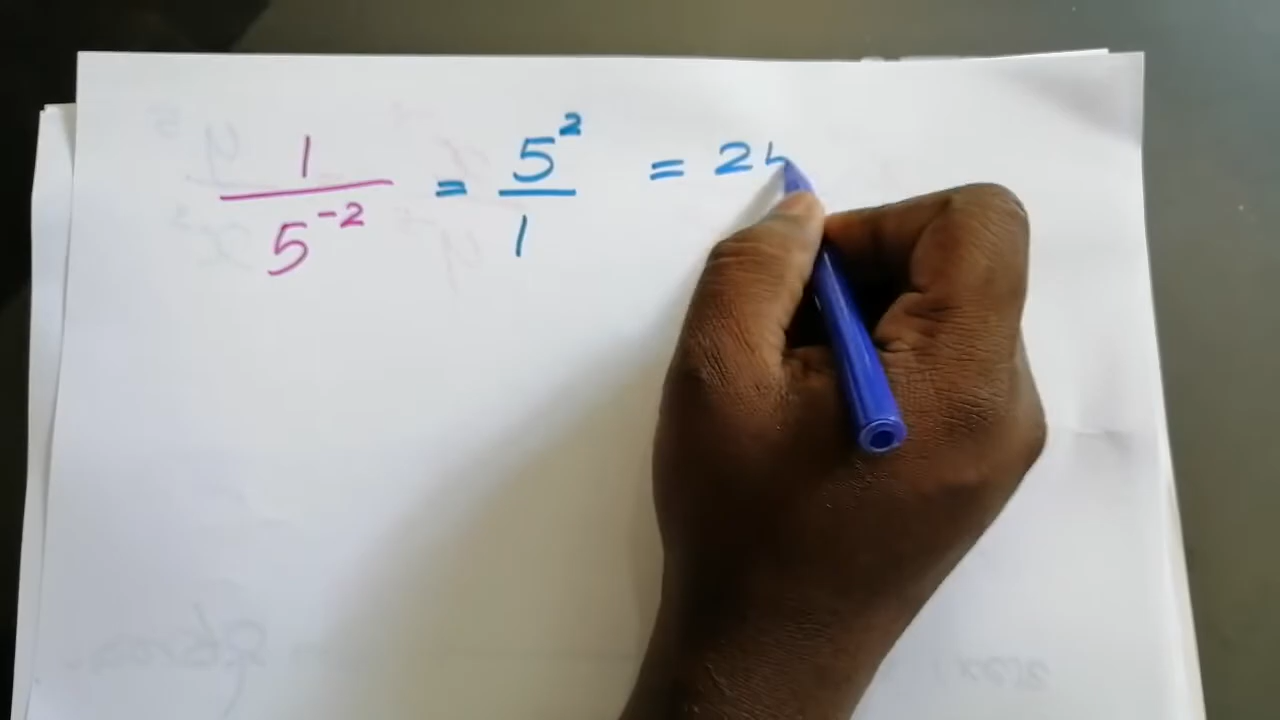 1/5⁻² = 5²/1 = 2